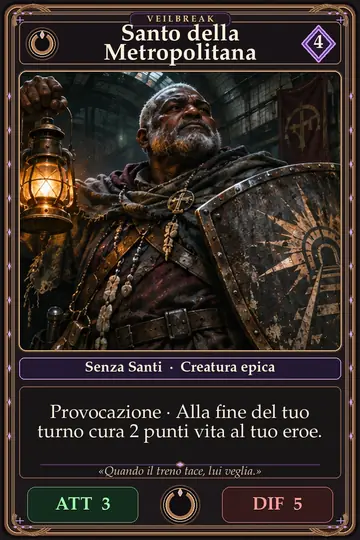 VEILBREAK
Santo della
Metropolitana
4
Senza Santi · Creatura epica
Provocazione · Alla fine del tuo
turno cura 2 punti vita al tuo eroe.
«Quando il treno tace, lui veglia.»
ATT 3
DIF 5